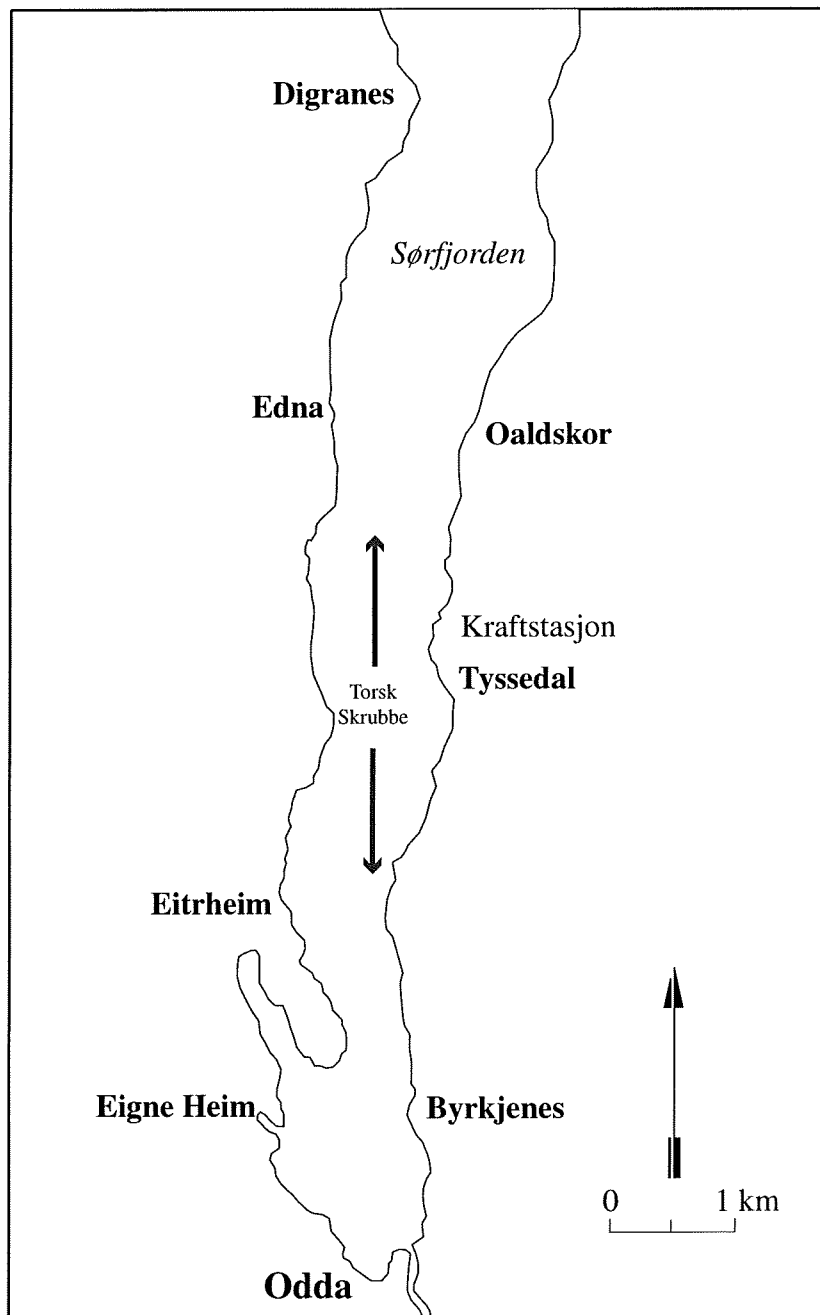 Digranes
Sørfjorden
Edna
Oaldskor
Kraftstasjon
Tyssedal
Torsk
Skrubbe
Eitrheim
Eigne Heim
Byrkjenes
0 1 km
Odda